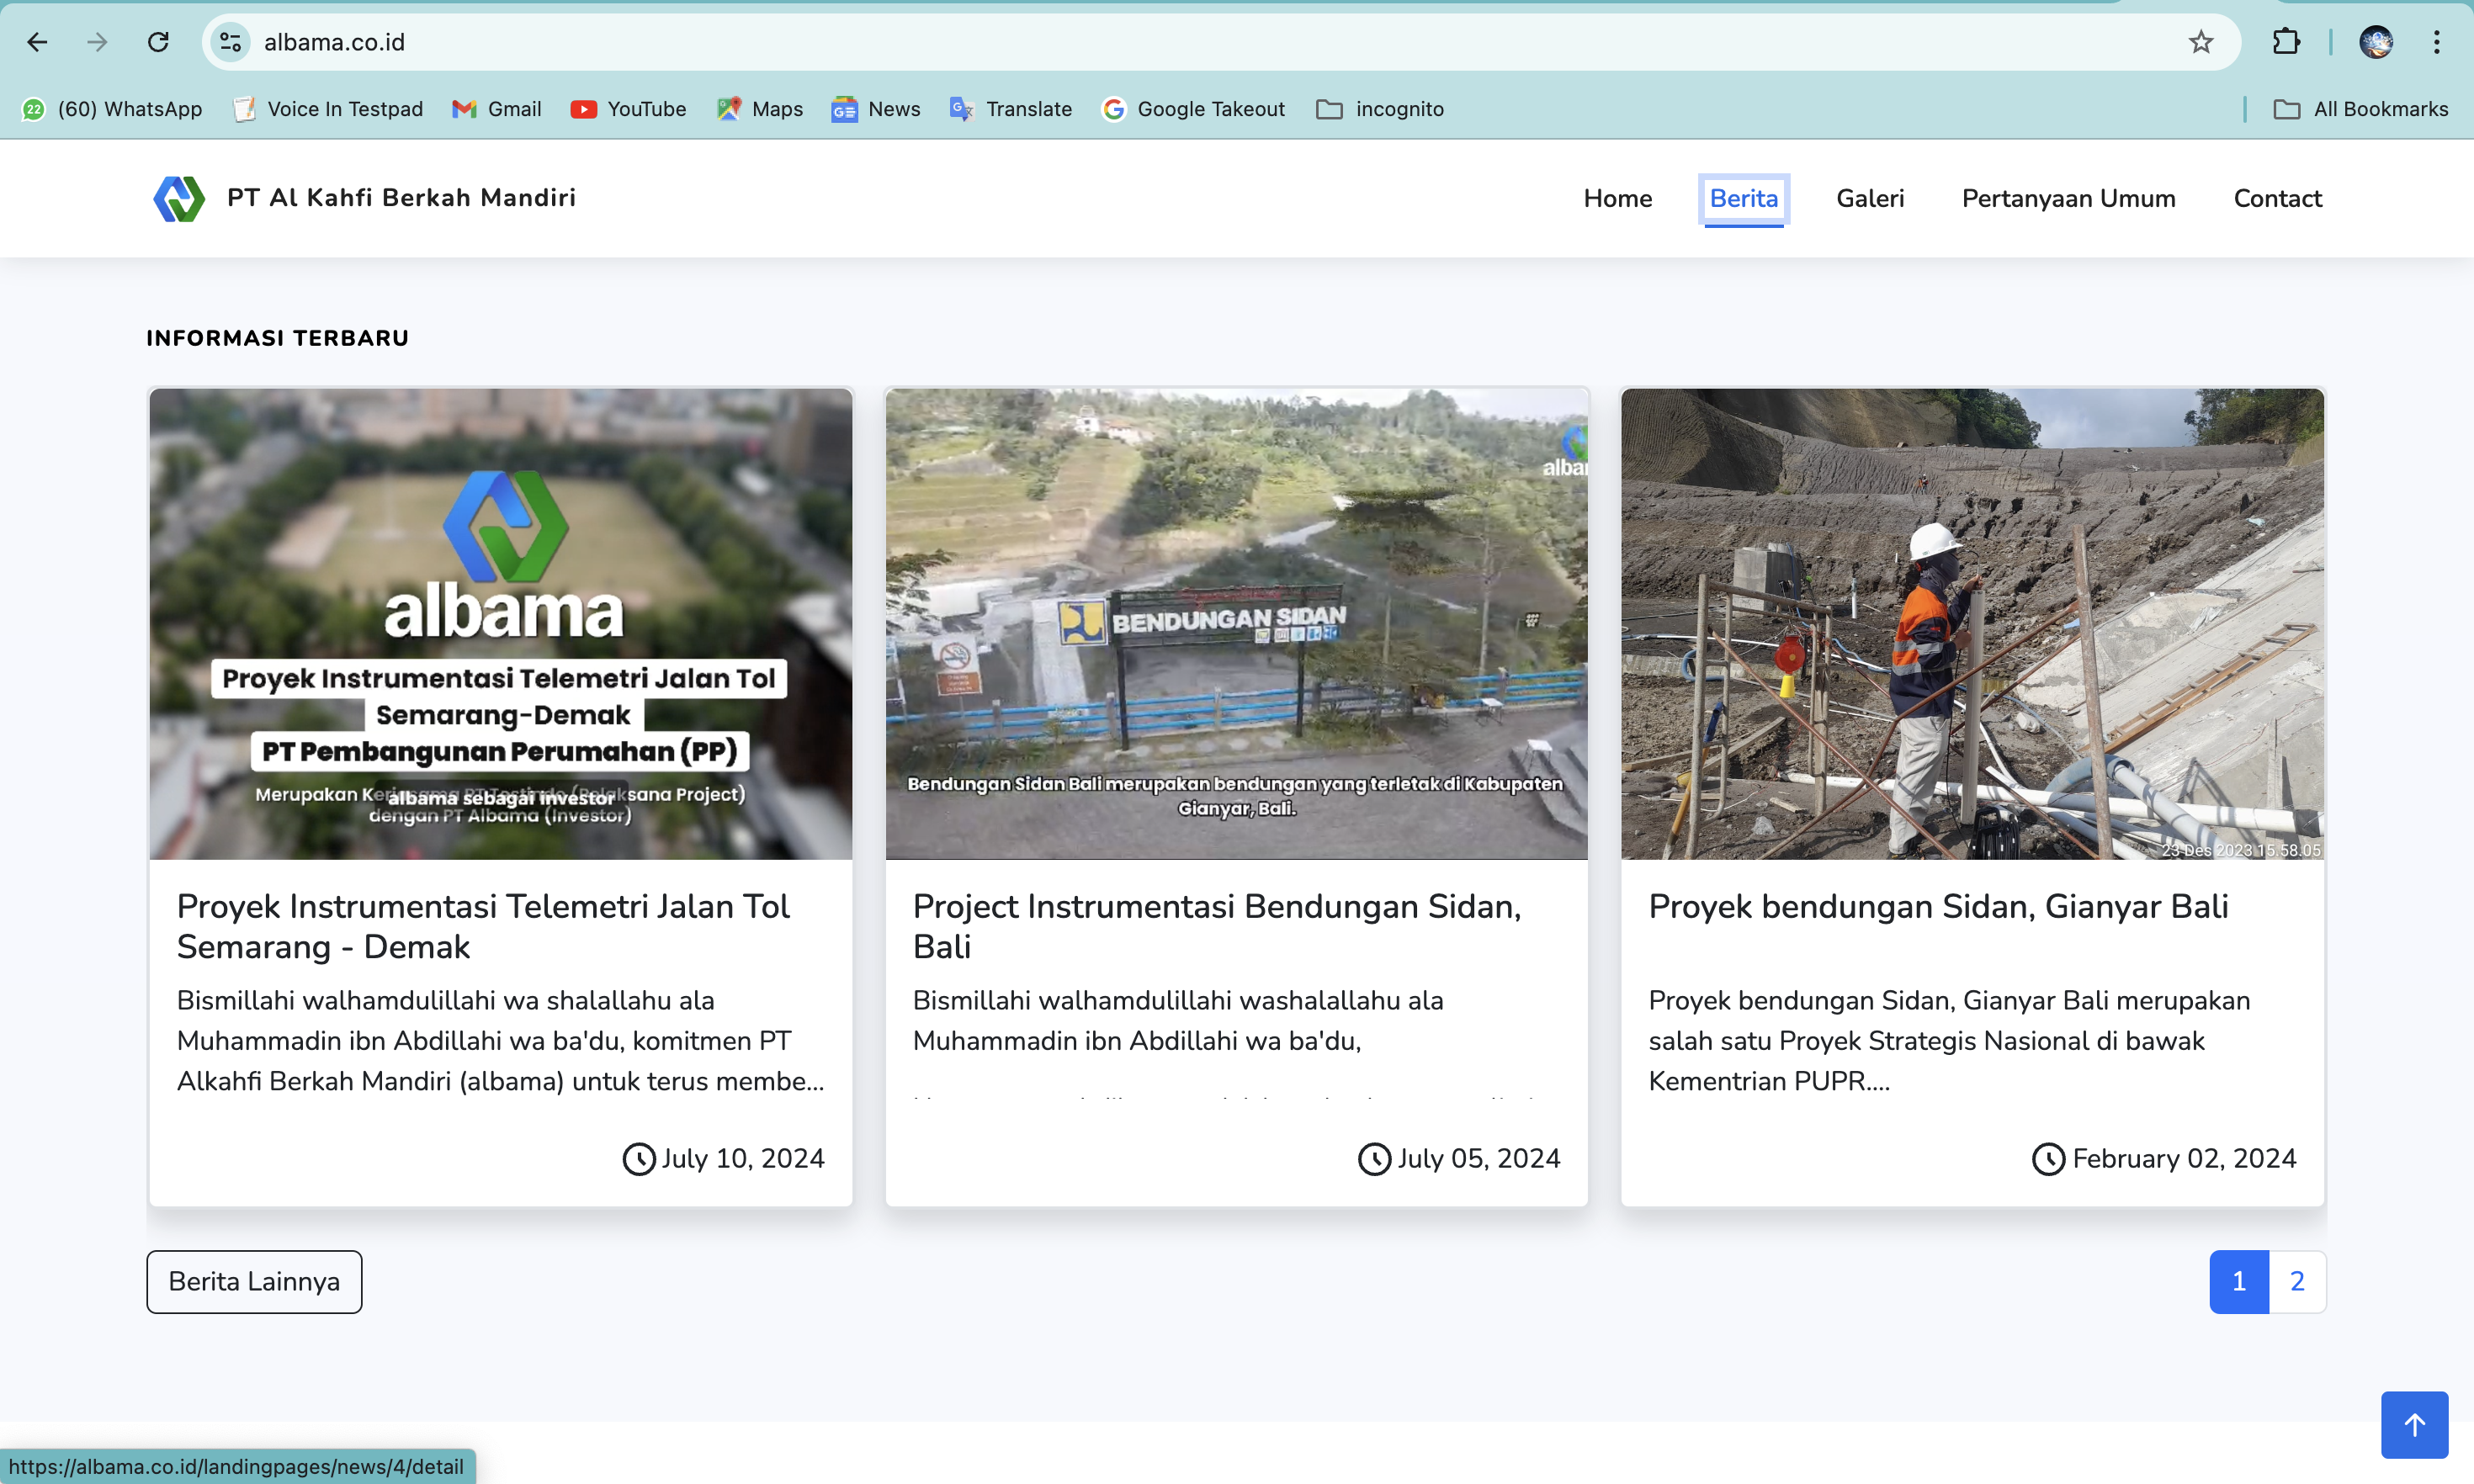 albama.co.id
22 (60) WhatsApp
Voice In Testpad
Gmail
YouTube
Maps
News
Translate
Google Takeout
incognito
All Bookmarks
PT Al Kahfi Berkah Mandiri
Home
Berita
Galeri
Pertanyaan Umum
Contact
INFORMASI TERBARU
albama
Proyek Instrumentasi Telemetri Jalan Tol
Semarang-Demak
PT Pembangunan Perumahan (PP)
Merupakan
albama sebagai investor
sana Project)
dengan PT Albama (Investor)
Proyek Instrumentasi Telemetri Jalan Tol
Semarang - Demak
Bismillahi walhamdulillahi wa shalallahu ala
Muhammadin ibn Abdillahi wa ba'du, komitmen PT
Alkahfi Berkah Mandiri (albama) untuk terus membe...
July 10, 2024
alba
BENDUNGAN SIDAN
Bendungan Sidan Bali merupakan bendungan yang terletak di Kabupaten
Gianyar, Bali.
Project Instrumentasi Bendungan Sidan,
Bali
Bismillahi walhamdulillahi washalallahu ala
Muhammadin ibn Abdillahi wa ba'du,
July 05, 2024
23 Des 2023 15.58.05
Proyek bendungan Sidan, Gianyar Bali
Proyek bendungan Sidan, Gianyar Bali merupakan
salah satu Proyek Strategis Nasional di bawak
Kementrian PUPR....
February 02, 2024
Berita Lainnya
1 2
https://albama.co.id/landingpages/news/4/detail